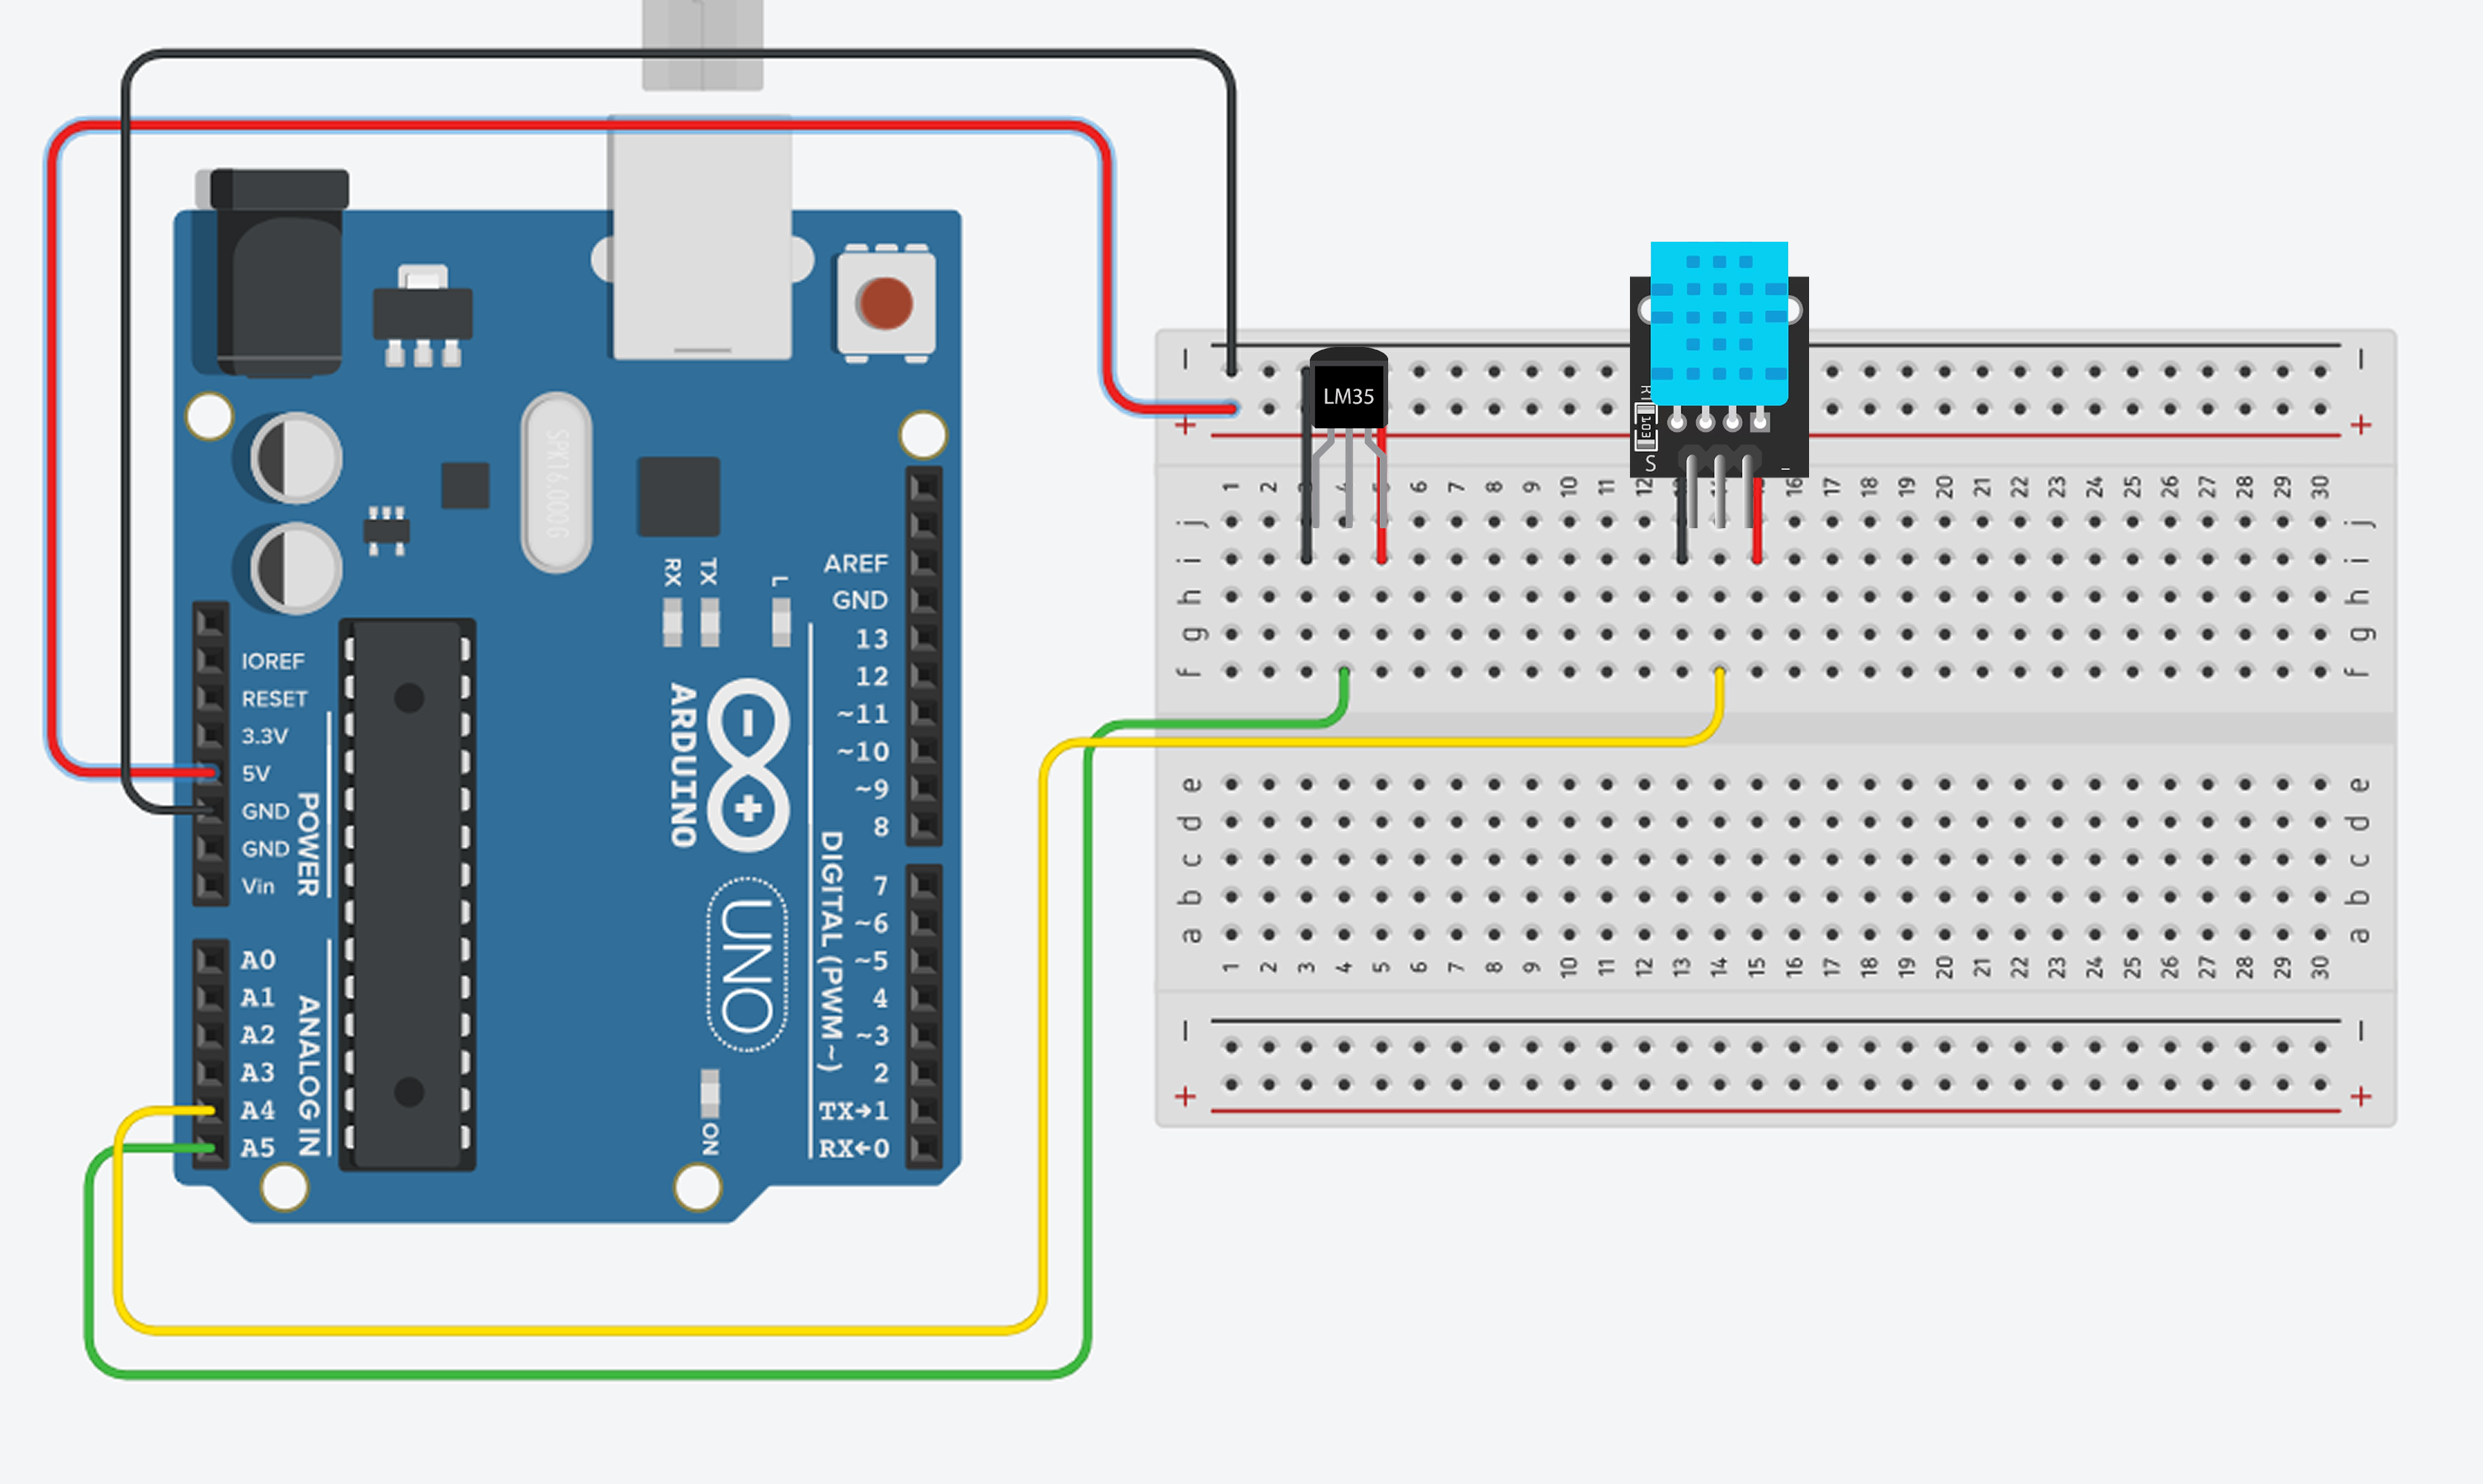 SPK16.000G
RX
TX
L
AREF
GND
13
12
~11
~10
~9
8
7
~6
~5
4
~3
2
TX→1
RX←0
IOREF
RESET
3.3V
5V
GND
GND
Vin
POWER
A0
A1
A2
A3
A4
A5
ANALOG IN
ARDUINO
UNO
DIGITAL (PWM~)
ON
LM35
103
S
−
− −
+ +
1 2 3 4 5 6 7 8 9 10 11 12 13 14 15 16 17 18 19 20 21 22 23 24 25 26 27 28 29 30
j j
i i
h h
g g
f f
e e
d d
c c
b b
a a
1 2 3 4 5 6 7 8 9 10 11 12 13 14 15 16 17 18 19 20 21 22 23 24 25 26 27 28 29 30
− −
+ +